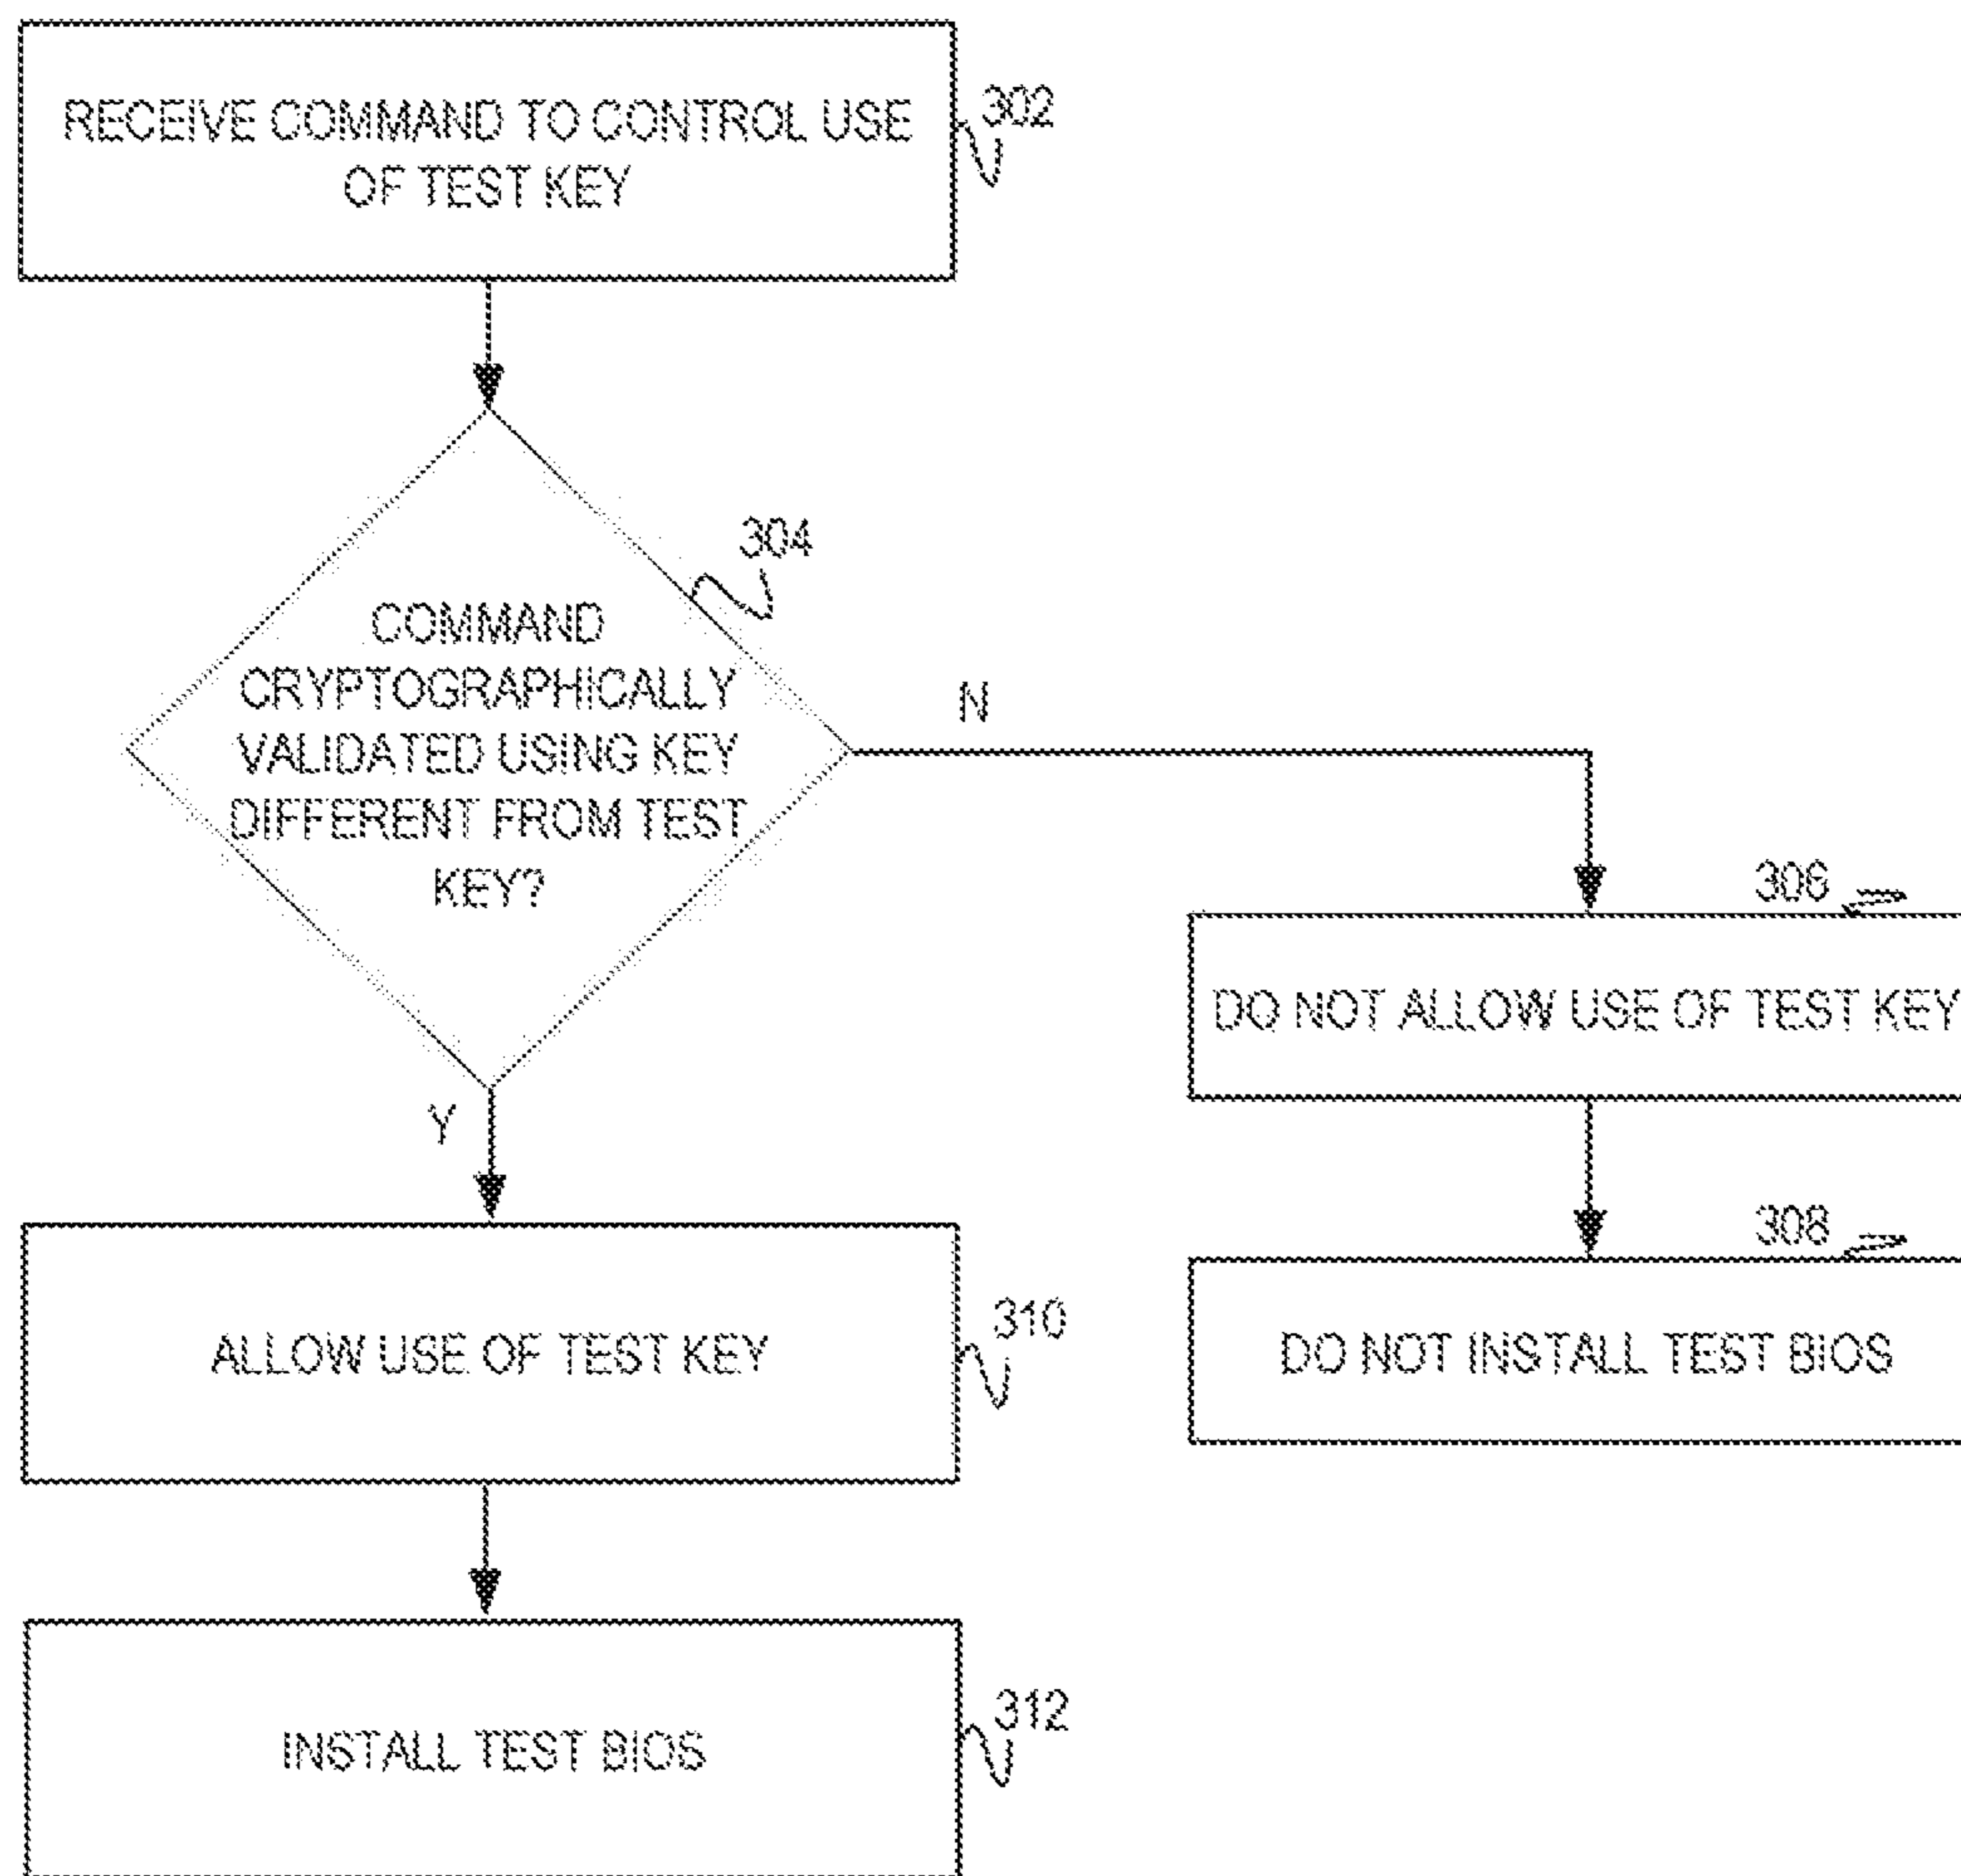 RECEIVE COMMAND TO CONTROL USE
OF TEST KEY
302
304
COMMAND
CRYPTOGRAPHICALLY
VALIDATED USING KEY
DIFFERENT FROM TEST
KEY?
N
Y
306
DO NOT ALLOW USE OF TEST KEY
308
DO NOT INSTALL TEST BIOS
310
ALLOW USE OF TEST KEY
312
INSTALL TEST BIOS